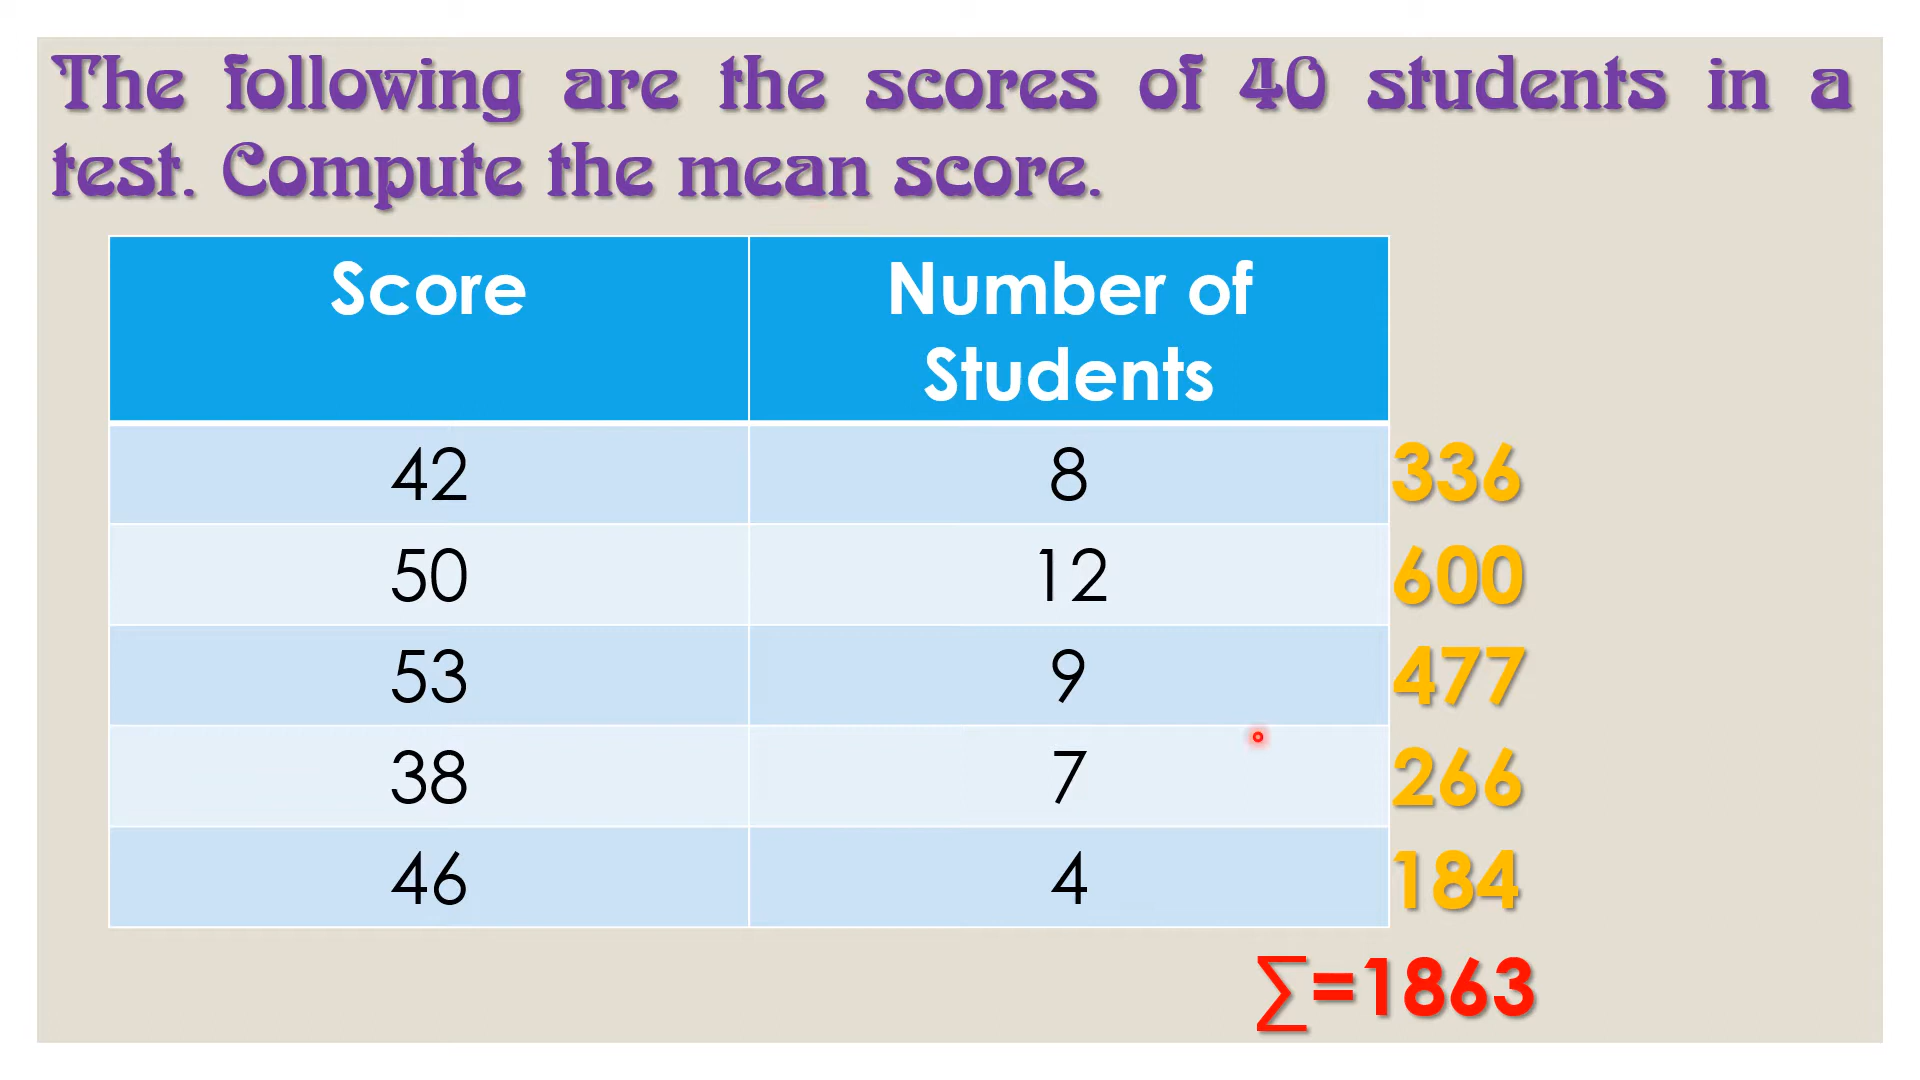 The following are the scores of 40 students in a
test. Compute the mean score.
Score
Number of
Students
42 8 336
50 12 600
53 9 477
38 7 266
46 4 184
∑=1863